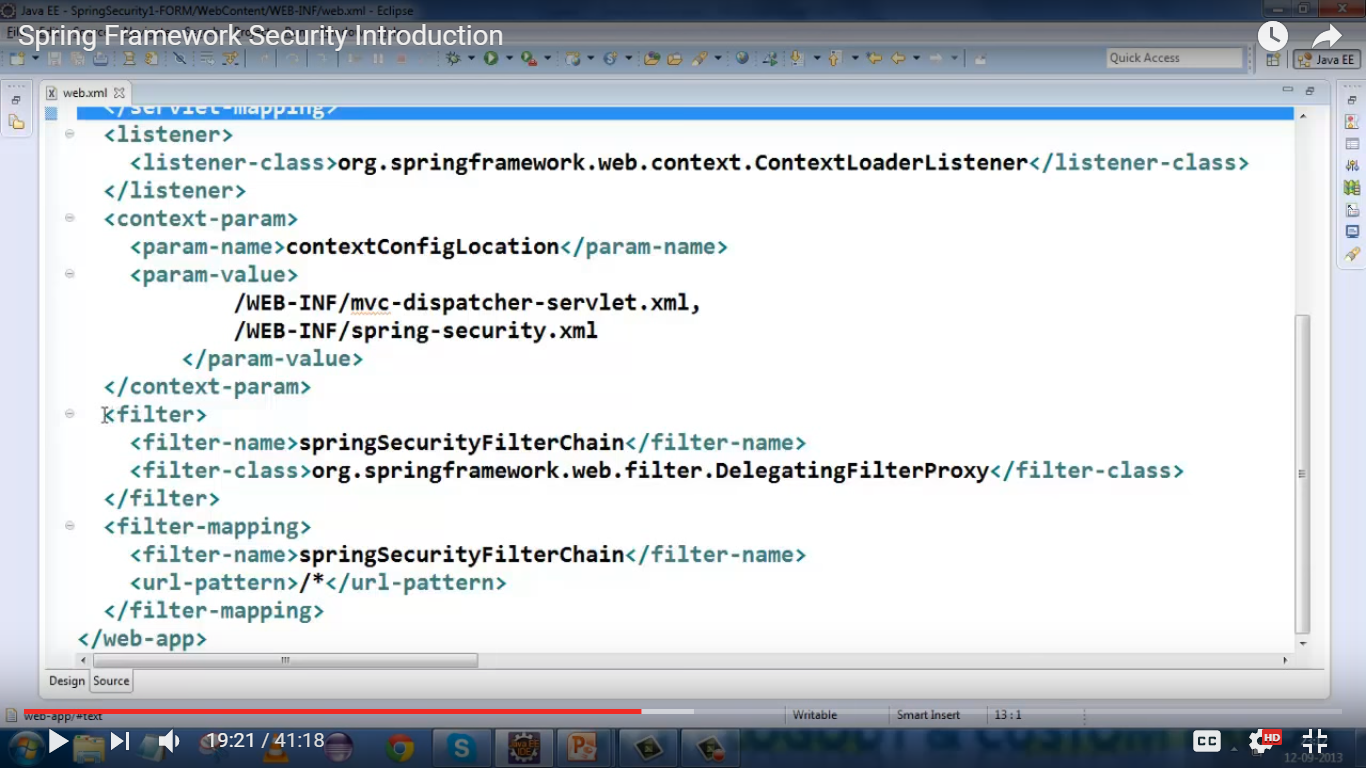 Java EE - SpringSecurity1-FORM/WebContent/WEB-INF/web.xml - Eclipse
Spring Framework Security Introduction
Quick Access
Java EE
web.xml
</servlet-mapping>
<listener>
<listener-class>org.springframework.web.context.ContextLoaderListener</listener-class>
</listener>
<context-param>
<param-name>contextConfigLocation</param-name>
<param-value>
/WEB-INF/mvc-dispatcher-servlet.xml,
/WEB-INF/spring-security.xml
</param-value>
</context-param>
<filter>
<filter-name>springSecurityFilterChain</filter-name>
<filter-class>org.springframework.web.filter.DelegatingFilterProxy</filter-class>
</filter>
<filter-mapping>
<filter-name>springSecurityFilterChain</filter-name>
<url-pattern>/*</url-pattern>
</filter-mapping>
</web-app>
Design Source
web-app/#text Writable Smart Insert 13 : 1
19:21 / 41:18 CC HD
12-09-2013